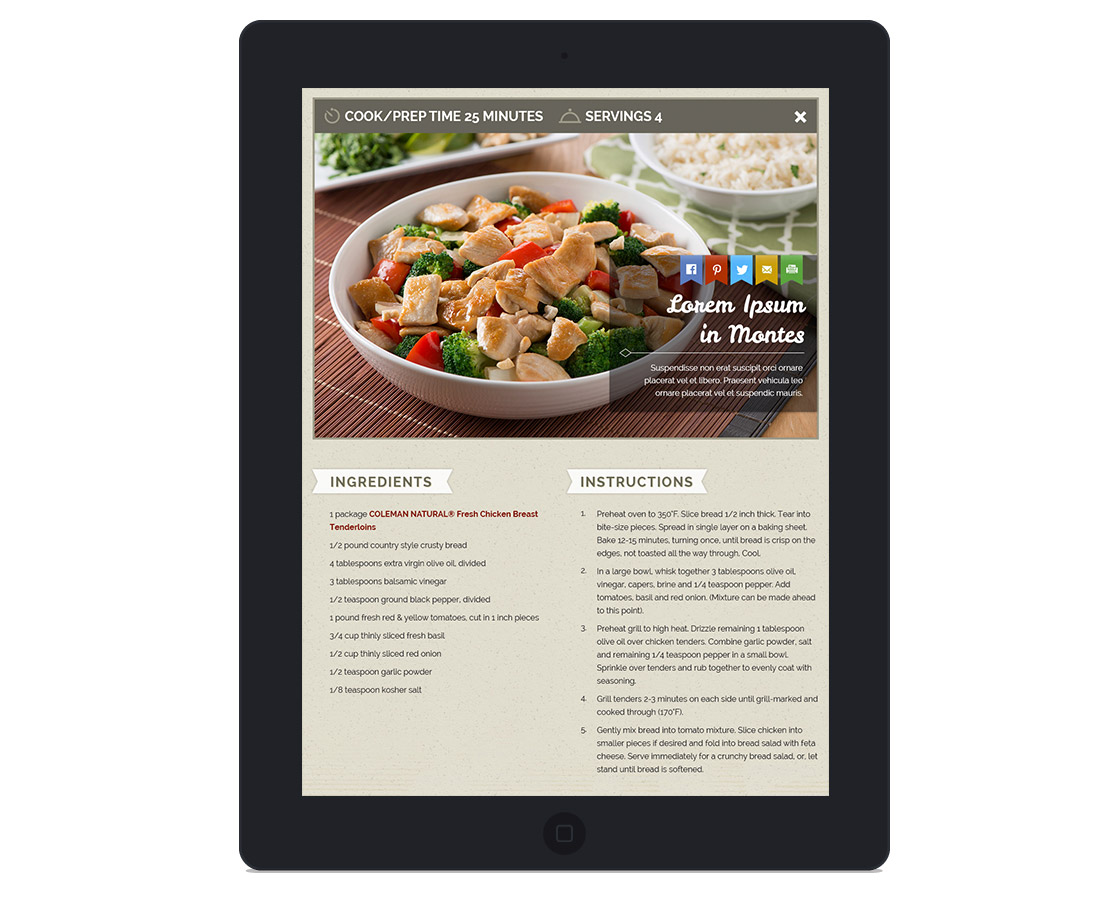 COOK/PREP TIME 25 MINUTES SERVINGS 4
Lorem Ipsum
in Montes
Suspendisse non erat suscipit orci ornare
placerat vel et libero. Praesent vehicula leo
ornare placerat vel et suspendic mauris.
INGREDIENTS
1 package COLEMAN NATURAL® Fresh Chicken Breast
Tenderloins
1/2 pound country style crusty bread
4 tablespoons extra virgin olive oil, divided
3 tablespoons balsamic vinegar
1/2 teaspoon ground black pepper, divided
1 pound fresh red & yellow tomatoes, cut in 1 inch pieces
3/4 cup thinly sliced fresh basil
1/2 cup thinly sliced red onion
1/2 teaspoon garlic powder
1/8 teaspoon kosher salt
INSTRUCTIONS
1. Preheat oven to 350°F. Slice bread 1/2 inch thick. Tear into
bite-size pieces. Spread in single layer on a baking sheet.
Bake 12-15 minutes, turning once, until bread is crisp on the
edges, not toasted all the way through. Cool.
2. In a large bowl, whisk together 3 tablespoons olive oil,
vinegar, capers, brine and 1/4 teaspoon pepper. Add
tomatoes, basil and red onion. (Mixture can be made ahead
to this point).
3. Preheat grill to high heat. Drizzle remaining 1 tablespoon
olive oil over chicken tenders. Combine garlic powder, salt
and remaining 1/4 teaspoon pepper in a small bowl.
Sprinkle over tenders and rub together to evenly coat with
seasoning.
4. Grill tenders 2-3 minutes on each side until grill-marked and
cooked through (170°F).
5. Gently mix bread into tomato mixture. Slice chicken into
smaller pieces if desired and fold into bread salad with feta
cheese. Serve immediately for a crunchy bread salad, or, let
stand until bread is softened.